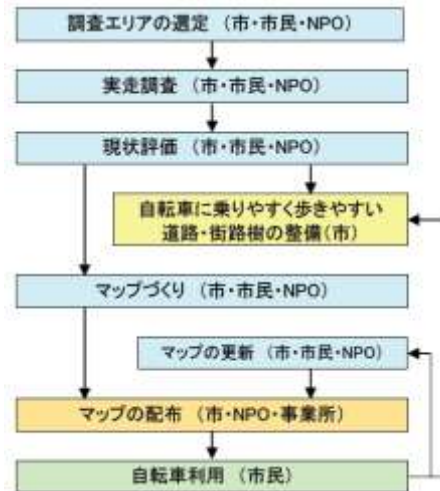 調査エリアの選定 (市・市民・NPO)
実走調査 (市・市民・NPO)
現状評価 (市・市民・NPO)
自転車に乗りやすく歩きやすい
道路・街路樹の整備(市)
マップづくり (市・市民・NPO)
マップの更新 (市・市民・NPO)
マップの配布 (市・NPO・事業所)
自転車利用 (市民)